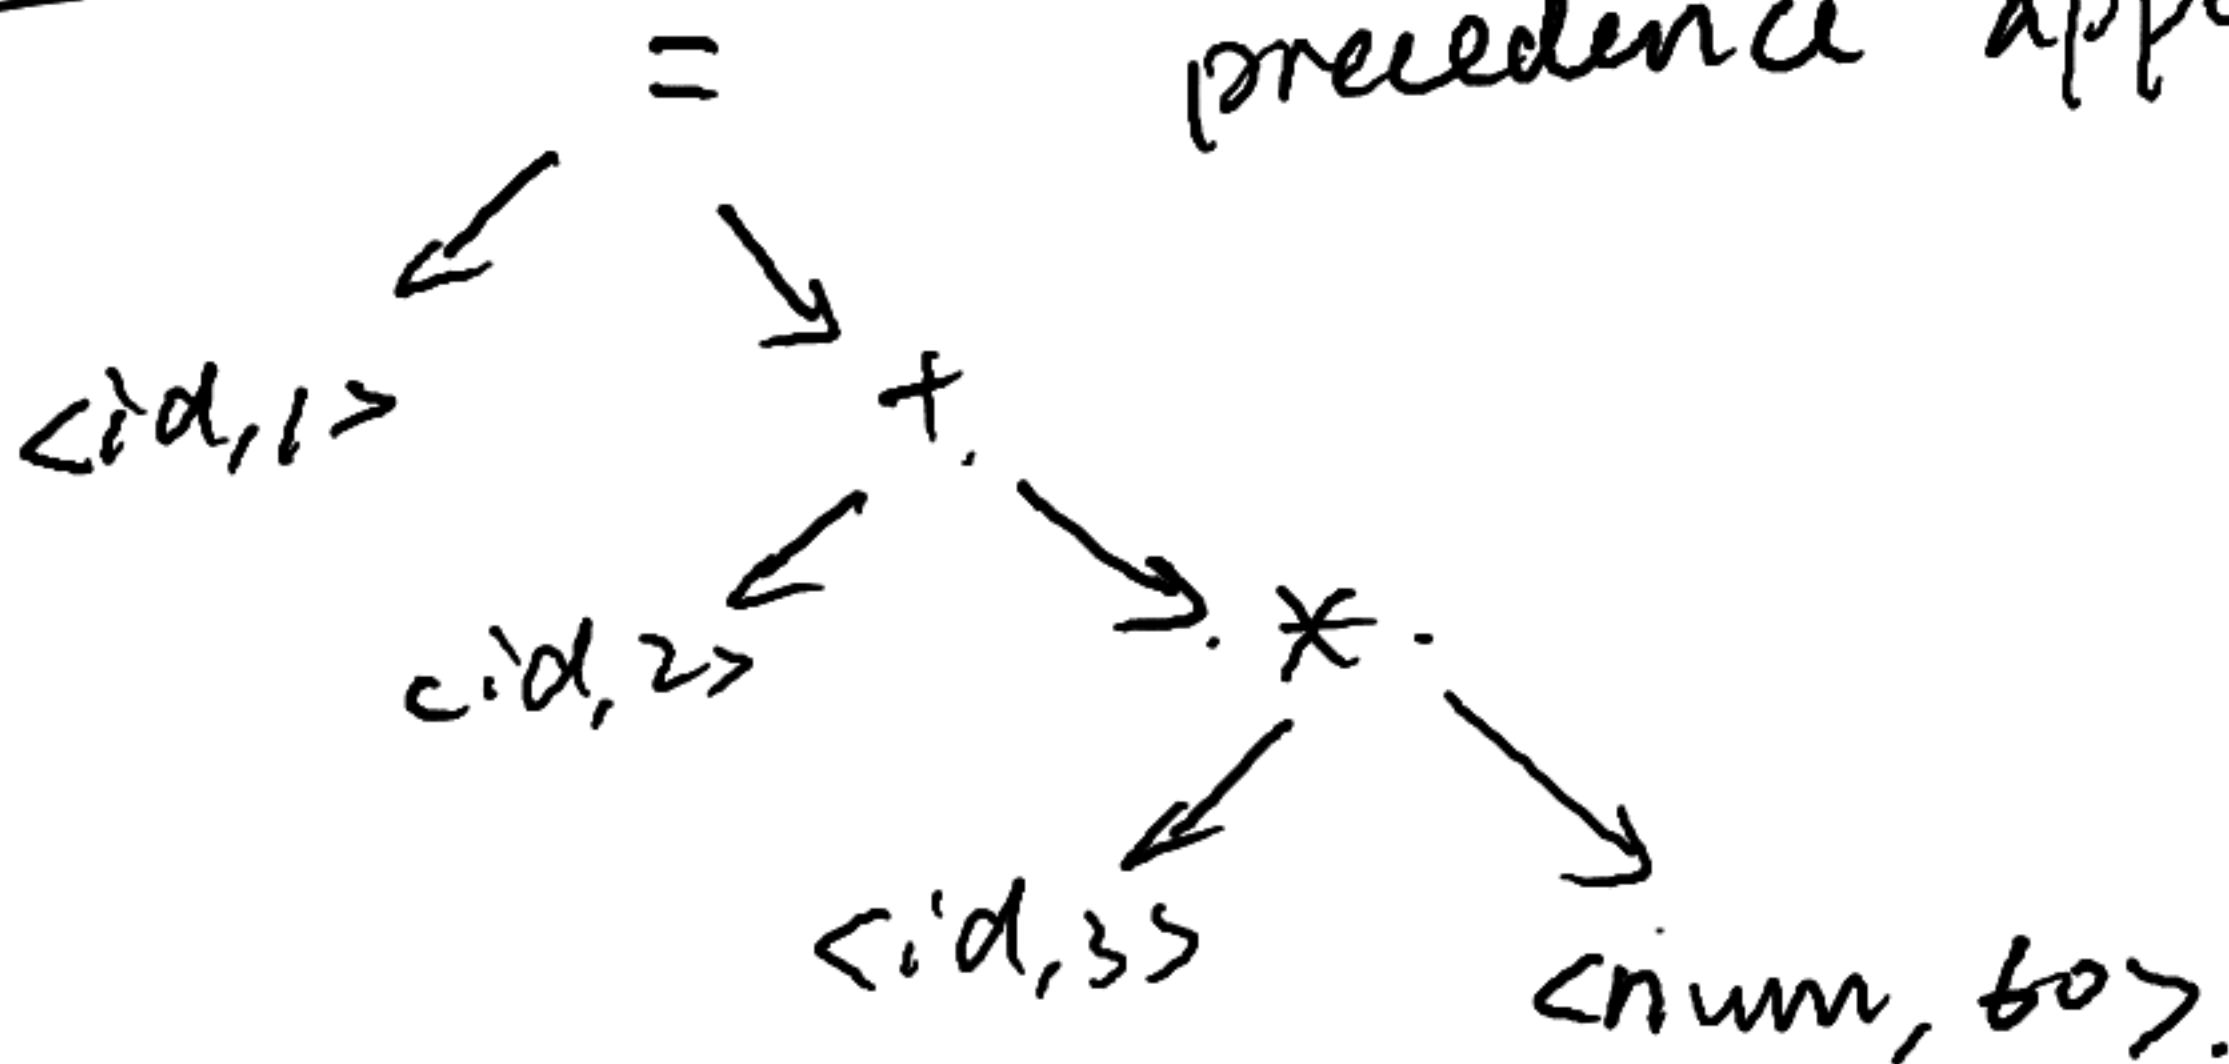 = precedence
<id,1>
+.
<id,2>
. * .
<id,3>
<num, 60>.